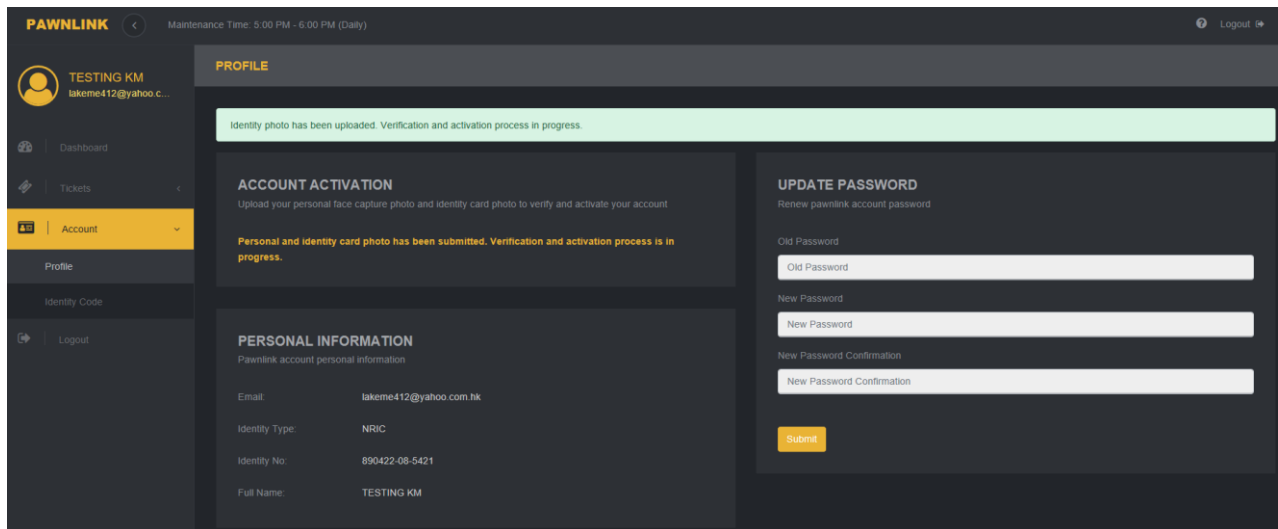 PAWNLINK
Maintenance Time: 5:00 PM - 6:00 PM (Daily)
Logout
TESTING KM
lakeme412@yahoo.c...
Dashboard
Tickets
Account
Profile
Identity Code
Logout
PROFILE
Identity photo has been uploaded. Verification and activation process in progress.
ACCOUNT ACTIVATION
Upload your personal face capture photo and identity card photo to verify and activate your account
Personal and identity card photo has been submitted. Verification and activation process is in
progress.
PERSONAL INFORMATION
Pawnlink account personal information
Email: lakeme412@yahoo.com.hk
Identity Type: NRIC
Identity No: 890422-08-5421
Full Name: TESTING KM
UPDATE PASSWORD
Renew pawnlink account password
Old Password
Old Password
New Password
New Password
New Password Confirmation
New Password Confirmation
Submit